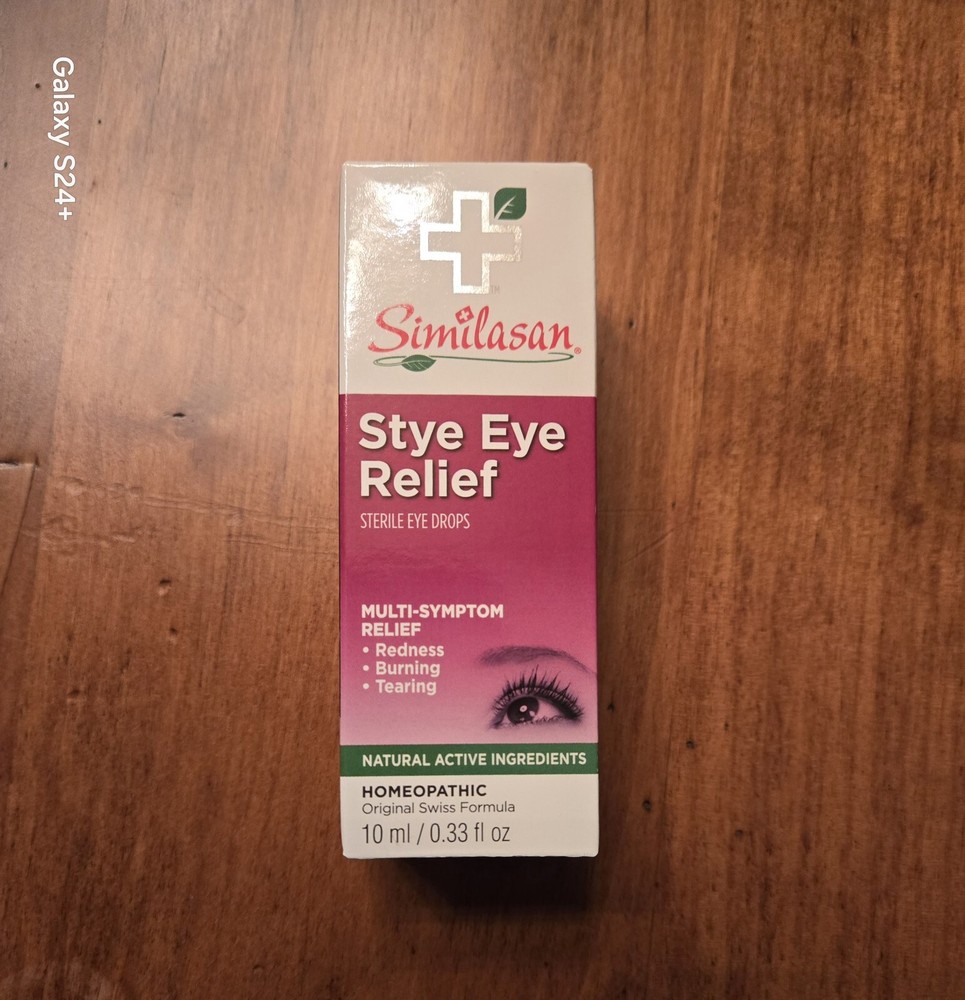 Galaxy S24+
Similasan®
Stye Eye
Relief
STERILE EYE DROPS
MULTI-SYMPTOM
RELIEF
• Redness
• Burning
• Tearing
NATURAL ACTIVE INGREDIENTS
HOMEOPATHIC
Original Swiss Formula
10 ml / 0.33 fl oz